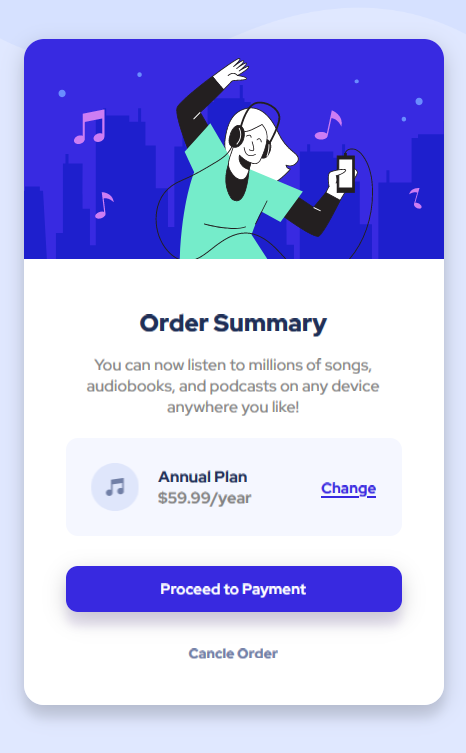 Order Summary
You can now listen to millions of songs,
audiobooks, and podcasts on any device
anywhere you like!
Annual Plan
$59.99/year
Change
Proceed to Payment
Cancle Order